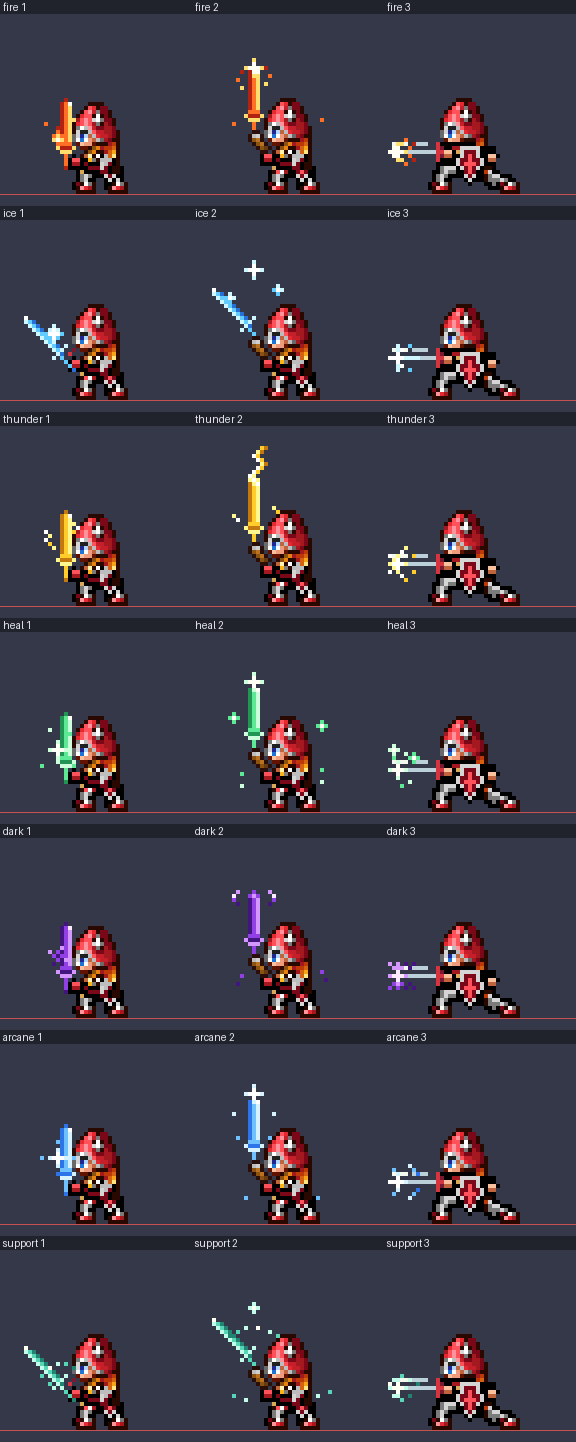 fire 1 fire 2 fire 3
ice 1 ice 2 ice 3
thunder 1 thunder 2 thunder 3
heal 1 heal 2 heal 3
dark 1 dark 2 dark 3
arcane 1 arcane 2 arcane 3
support 1 support 2 support 3